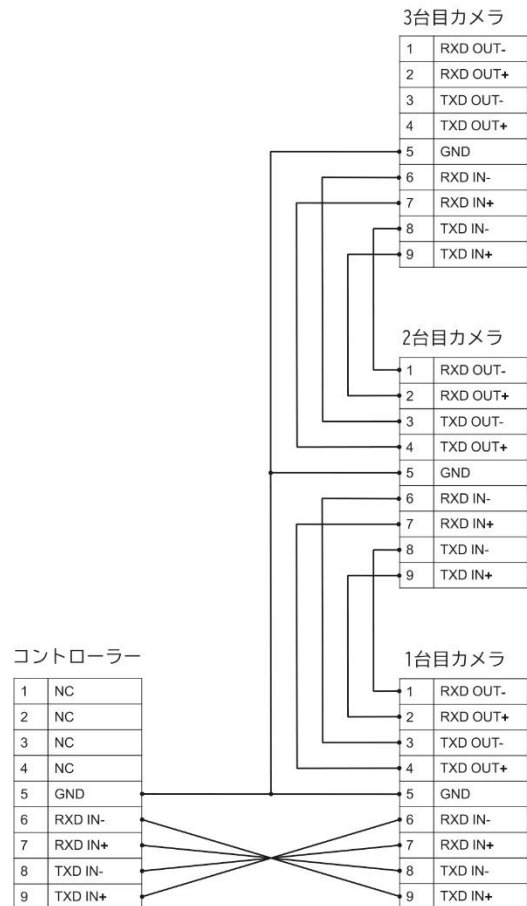 3台目カメラ
1 RXD OUT-
2 RXD OUT+
3 TXD OUT-
4 TXD OUT+
5 GND
6 RXD IN-
7 RXD IN+
8 TXD IN-
9 TXD IN+
2台目カメラ
1 RXD OUT-
2 RXD OUT+
3 TXD OUT-
4 TXD OUT+
5 GND
6 RXD IN-
7 RXD IN+
8 TXD IN-
9 TXD IN+
コントローラー
1 NC
2 NC
3 NC
4 NC
5 GND
6 RXD IN-
7 RXD IN+
8 TXD IN-
9 TXD IN+
1台目カメラ
1 RXD OUT-
2 RXD OUT+
3 TXD OUT-
4 TXD OUT+
5 GND
6 RXD IN-
7 RXD IN+
8 TXD IN-
9 TXD IN+